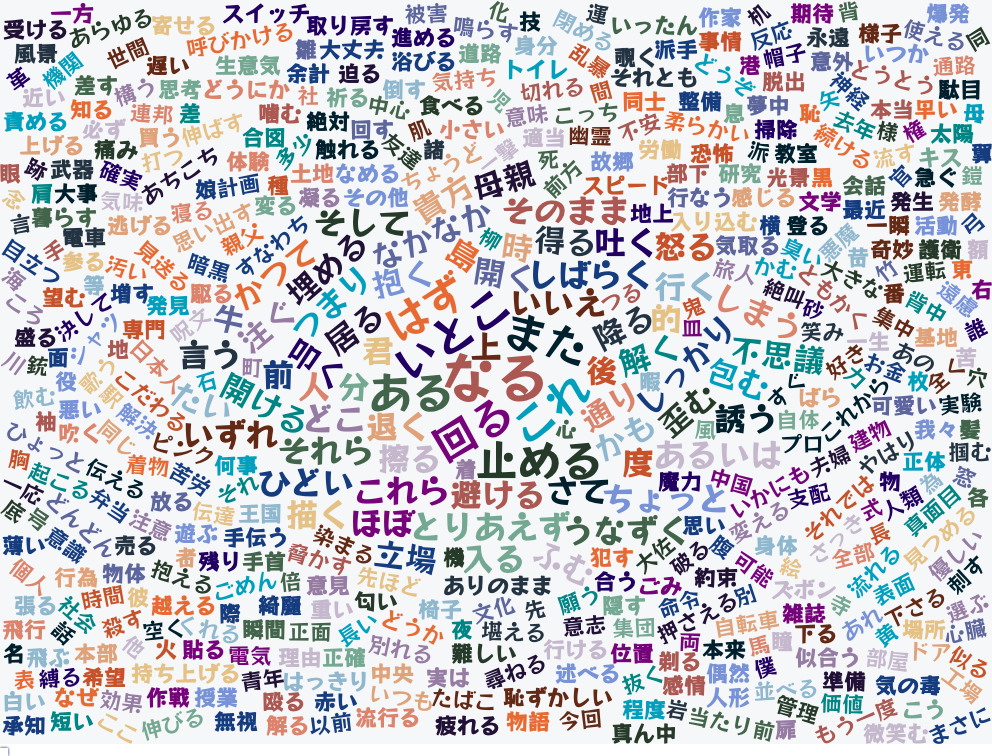 受ける
一方
あらゆる
寄せる
スイッチ
取り戻す
被害
鳴らす
化
技
閉める
運
いったん
作家
机
期待
背
爆発
風景
世間
呼びかける
雛
大丈夫
進める
浴びる
道路
身分
乱暴
覗く
派手
事情
反応
帽子
永遠
様子
使える
同
革
機関
遅い
生意気
余計
迫る
気持ち
トイレ
それとも
どうぞ
港
脱出
意外
いつか
とうとう
通路
近い
差す
横う
思考
どうにか
社
祈る
倒す
児
切れる
間
同士
整備
息
夢中
恥
矢
神経
本当
早い
駄目
母
責める
知る
連邦
差
噛む
絶対
中心
食べる
意味
こっち
不安
柔らかい
掃除
続ける
去年
様
権
太陽
上げる
必ず
買う
伸ばす
合図
多少
回す
友達
肌
小さい
適当
幽霊
労働
恐怖
派
教室
流す
キス
翼
眼
跡
武器
痛み
確実
打つ
あちこち
体験
触れる
諸
ちょうど
一撃
死
前方
故郷
部下
研究
光景
黒
会話
高
急ぐ
鎧
念
肩
大事
気味
娘
計画
種
土地
なめる
貴方
母親
スピード
行なう
感じる
文学
最近
発生
発酵
言
暮らす
逃げる
寝る
思い出す
変る
凝る
その他
そして
なかなか
そのまま
地上
入り込む
横
登る
一瞬
活動
己
目立つ
手
電車
参る
汚い
見送る
暗黒
親父
すなわち
かつて
埋める
抱く
柳
島
時
得る
吐く
怒る
気取る
臭い
悪魔
昔
奇妙
護衛
額
海
ころ
望む
等
増す
発見
駆る
つまり
開く
しばらく
行く
旅人
かむ
ともかく
大きな
竹
運転
東
盛る
決して
シャツ
専門
呪文
牛
注ぐ
居る
はず
いいえ
つる
的
鬼
血
しまう
絶叫
砂
番
背中
遠慮
右
川
銃
面
地
日本人
言う
町
司令
君
いとこ
上
また
降る
解く
しっかり
不思議
笑み
一生
集中
基地
誰
役
歌う
駅
こだわる
だい
石
前
人
分
ある
なる
これ
後
暇
包む
すぐ
好き
お金
あの
苦
飲む
悪い
解決
開ける
どこ
退く
回る
心
通り
歪む
誘う
風
ばら
力
これから
枚
全く
穴
袖
吹く
同じ
ピンク
いずれ
それら
擦る
着
止める
かも
度
あるいは
自体
プロ
可愛い
実験
ひょっと
胸
伝える
着物
苦労
何事
それ
ひどい
これら
避ける
さて
ちょっと
魔力
中国
いかにも
夫婦
建物
やはり
我々
髪
正体
掴む
一応
起こる
弁当
放る
伝達
王国
描く
ほぼ
とりあえず
うなずく
思い
変える
支配
それでは
物
人類
為
窓
各
底
号
どんどん
注意
遊ぶ
手伝う
染まる
立場
機
入る
ふむ
犯す
大佐
破る
頭
身体
さっき
式
長
真面目
見つめる
薄い
意識
売る
者
残り
手首
脅かす
先ほど
ありのまま
合う
ごみ
約束
可能
絵
全部
流れる
優しい
刺す
個人
行為
物体
抱える
ごめん
倍
意見
匂い
椅子
文化
先
願う
隠す
命令
別
スポン
寺
表面
下さる
選ぶ
張る
社会
時間
彼
越える
際
綺麗
重い
長い
どうか
夜
堪える
意志
集団
押さえる
自転車
雑誌
あれ
黄
場所
心臓
飛行
話
殺す
空く
くれる
瞬間
正面
別れる
難しい
行ける
位置
両
本来
馬
瞳
下る
部屋
ドア
似る
名
飛ぶ
本部
他
火
貼る
電気
理由
正確
中央
実は
尋ねる
述べる
剃る
偶然
僕
似合う
工場
表
縛る
希望
持ち上げる
青年
はっきり
いつも
たばこ
恥ずかしい
抜く
感情
人形
並べる
準備
気の毒
白い
なぜ
効果
作戦
授業
殴る
赤い
流行る
疲れる
物語
今回
程度
岩
当たり前
管理
価値
こう
承知
短い
ここ
伸びる
無視
解る
以前
真ん中
扉
もう一度
微笑む
まさに